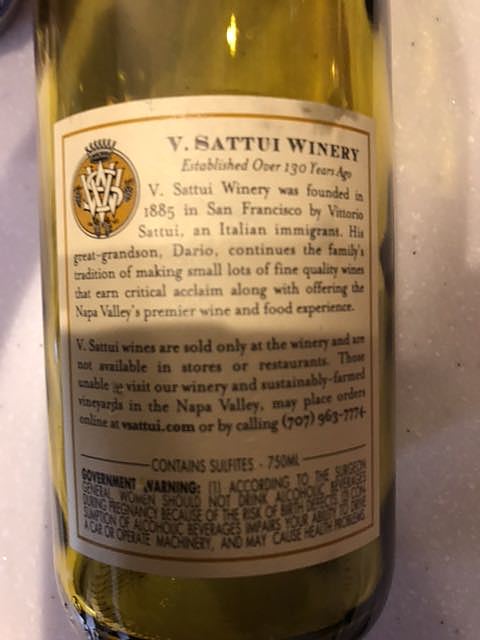 V. SATTUI WINERY
Established Over 130 Years Ago
V. Sattui Winery was founded in
1885 in San Francisco by Vittorio
Sattui, an Italian immigrant. His
great-grandson, Dario, continues the family's
tradition of making small lots of fine quality wines
that earn critical acclaim along with offering the
Napa Valley's premier wine and food experience.
V. Sattui wines are sold only at the winery and are
not available in stores or restaurants. Those
unable to visit our winery and sustainably-farmed
vineyards in the Napa Valley, may place orders
online at vsattui.com or by calling (707) 963-7774
CONTAINS SULFITES - 750ML
GOVERNMENT WARNING: (1) ACCORDING TO THE SURGEON
GENERAL, WOMEN SHOULD NOT DRINK ALCOHOLIC BEVERAGES
DURING PREGNANCY BECAUSE OF THE RISK OF BIRTH DEFECTS. (2) CON-
SUMPTION OF ALCOHOLIC BEVERAGES IMPAIRS YOUR ABILITY TO DRIVE
A CAR OR OPERATE MACHINERY, AND MAY CAUSE HEALTH PROBLEMS.